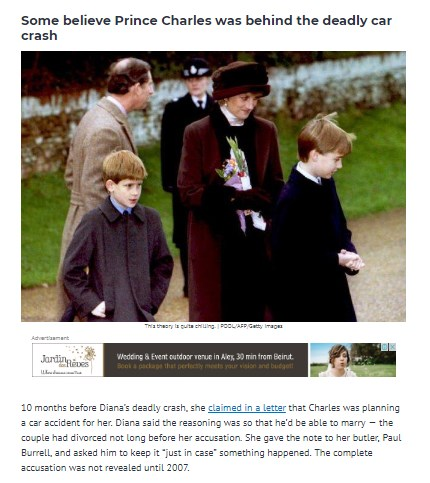 Some believe Prince Charles was behind the deadly car
crash
This theory is quite chilling. | POOL/AFP/Getty Images
Advertisement
Jardin
des Rêves
Wedding & Event outdoor venue in Aley, 30 min from Beirut.
Book a package that perfectly meets your vision and budget!
10 months before Diana's deadly crash, she claimed in a letter that Charles was planning
a car accident for her. Diana said the reasoning was so that he'd be able to marry — the
couple had divorced not long before her accusation. She gave the note to her butler, Paul
Burrell, and asked him to keep it "just in case" something happened. The complete
accusation was not revealed until 2007.